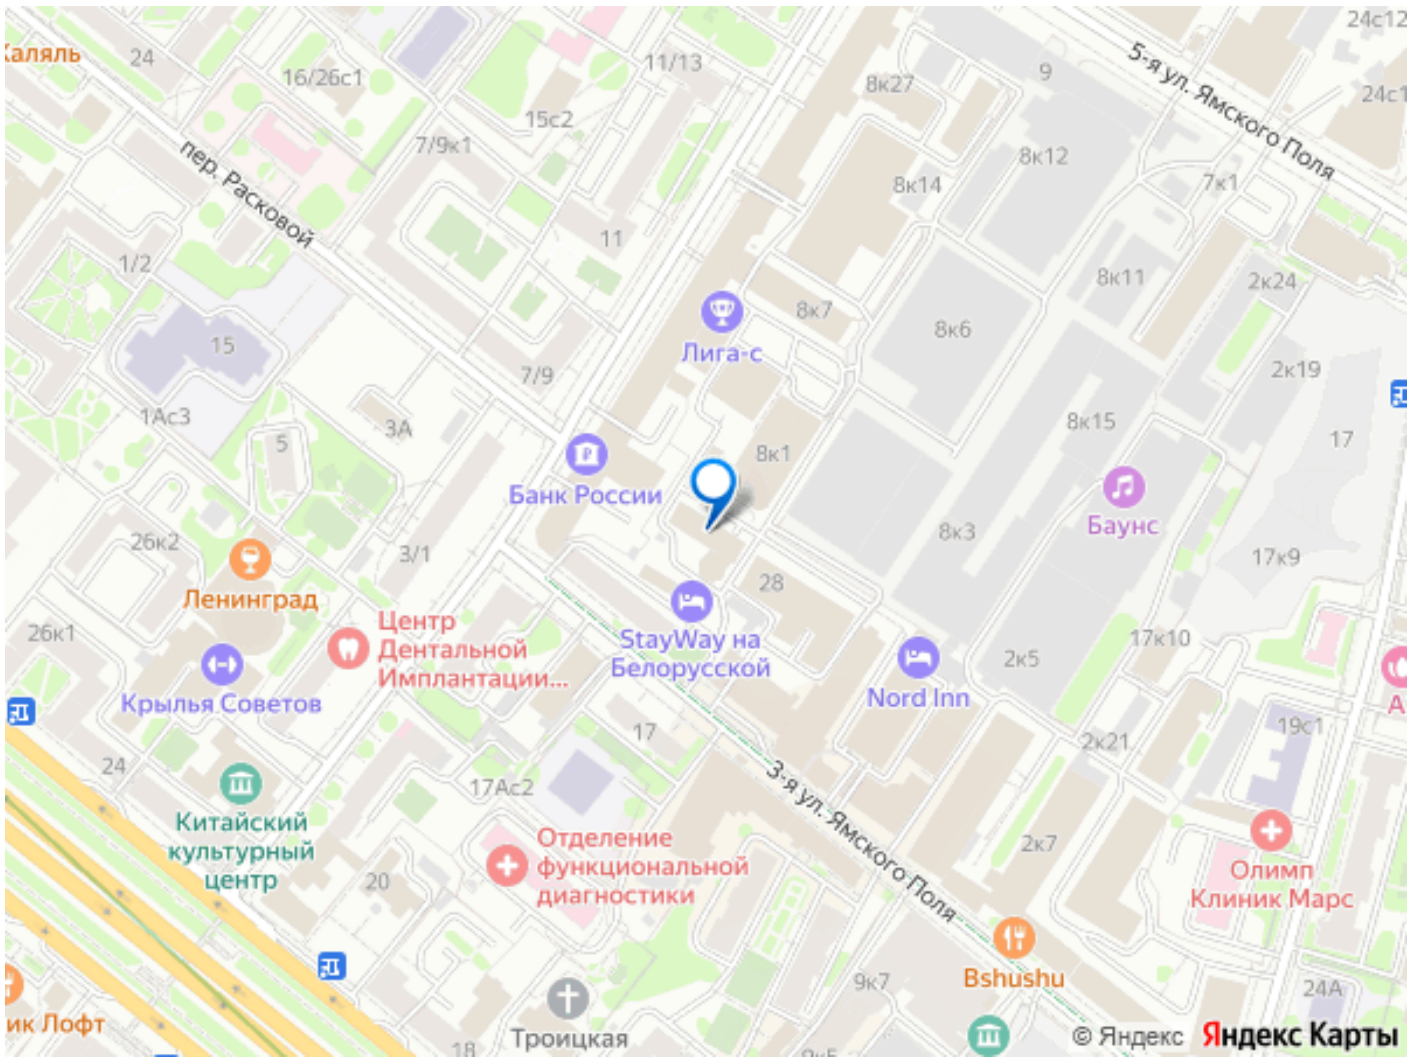 Каляль
24
16/26с1
11/13
15с2
7/9к1
8к27
9
5-я ул. Ямского Поля
24с12
24с1
8к12
8к14
7к1
пер. Расковой
11
1/2
8к11
2к24
Лига-с
8к7
8к6
15
7/9
2к19
1Ас3
5
3А
8к15
17
Банк России
8к1
Баунс
26к2
3/1
8к3
17к9
Ленинград
28
26к1
Центр
Дентальной
Имплантации...
StayWay на
Белорусской
17к10
2к5
Крылья Советов
Nord Inn
19с1
А
17
2к21
24
17Ас2
3-я ул. Ямского Поля
Китайский
культурный
центр
Отделение
функциональной
диагностики
2к7
20
Олимп
Клиник Марс
Bshushu
9к7
24А
ик Лофт
Троицкая
18
9к5
© Яндекс Яндекс Карты